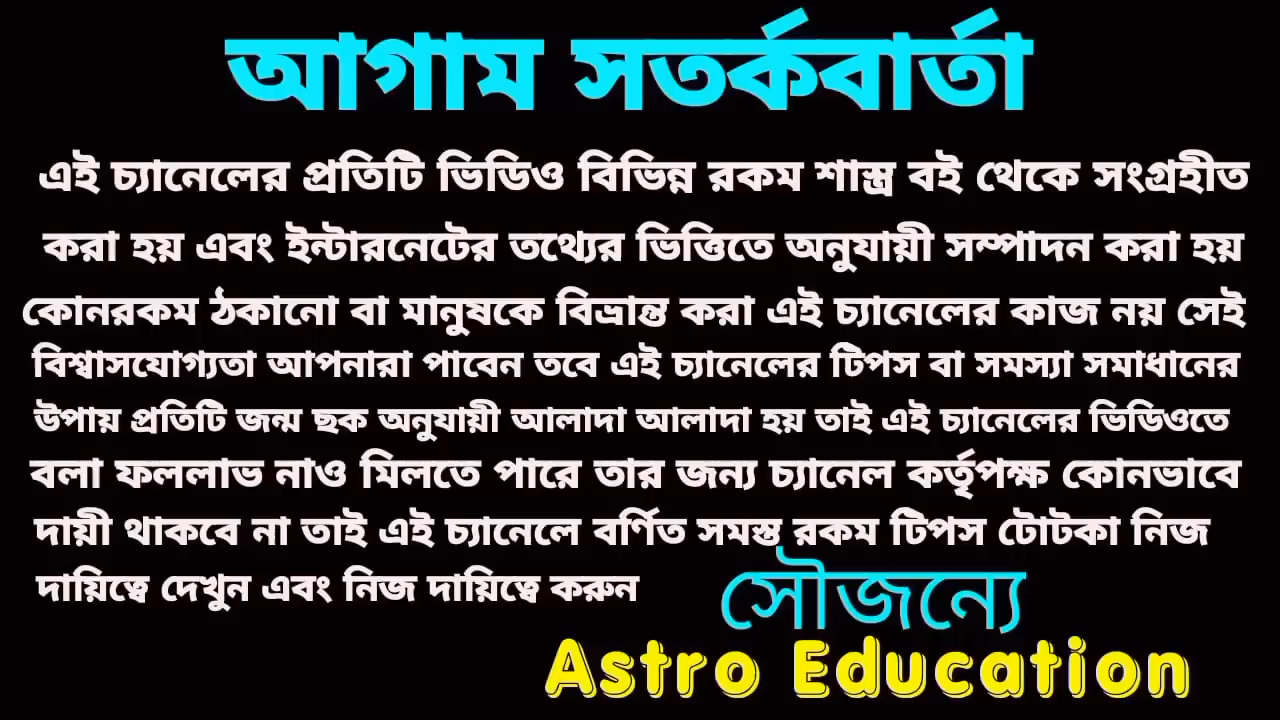 আগাম সতর্কবার্তা
এই চ্যানেলের প্রতিটি ভিডিও বিভিন্ন রকম শাস্ত্র বই থেকে সংগ্রহীত
করা হয় এবং ইন্টারনেটের তথ্যের ভিত্তিতে অনুযায়ী সম্পাদন করা হয়
কোনরকম ঠকানো বা মানুষকে বিভ্রান্ত করা এই চ্যানেলের কাজ নয় সেই
বিশ্বাসযোগ্যতা আপনারা পাবেন তবে এই চ্যানেলের টিপস বা সমস্যা সমাধানের
উপায় প্রতিটি জন্ম ছক অনুযায়ী আলাদা আলাদা হয় তাই এই চ্যানেলের ভিডিওতে
বলা ফললাভ নাও মিলতে পারে তার জন্য চ্যানেল কর্তৃপক্ষ কোনভাবে
দায়ী থাকবে না তাই এই চ্যানেলে বর্ণিত সমস্ত রকম টিপস টোটকা নিজ
দায়িত্বে দেখুন এবং নিজ দায়িত্বে করুন
সৌজন্যে
Astro Education